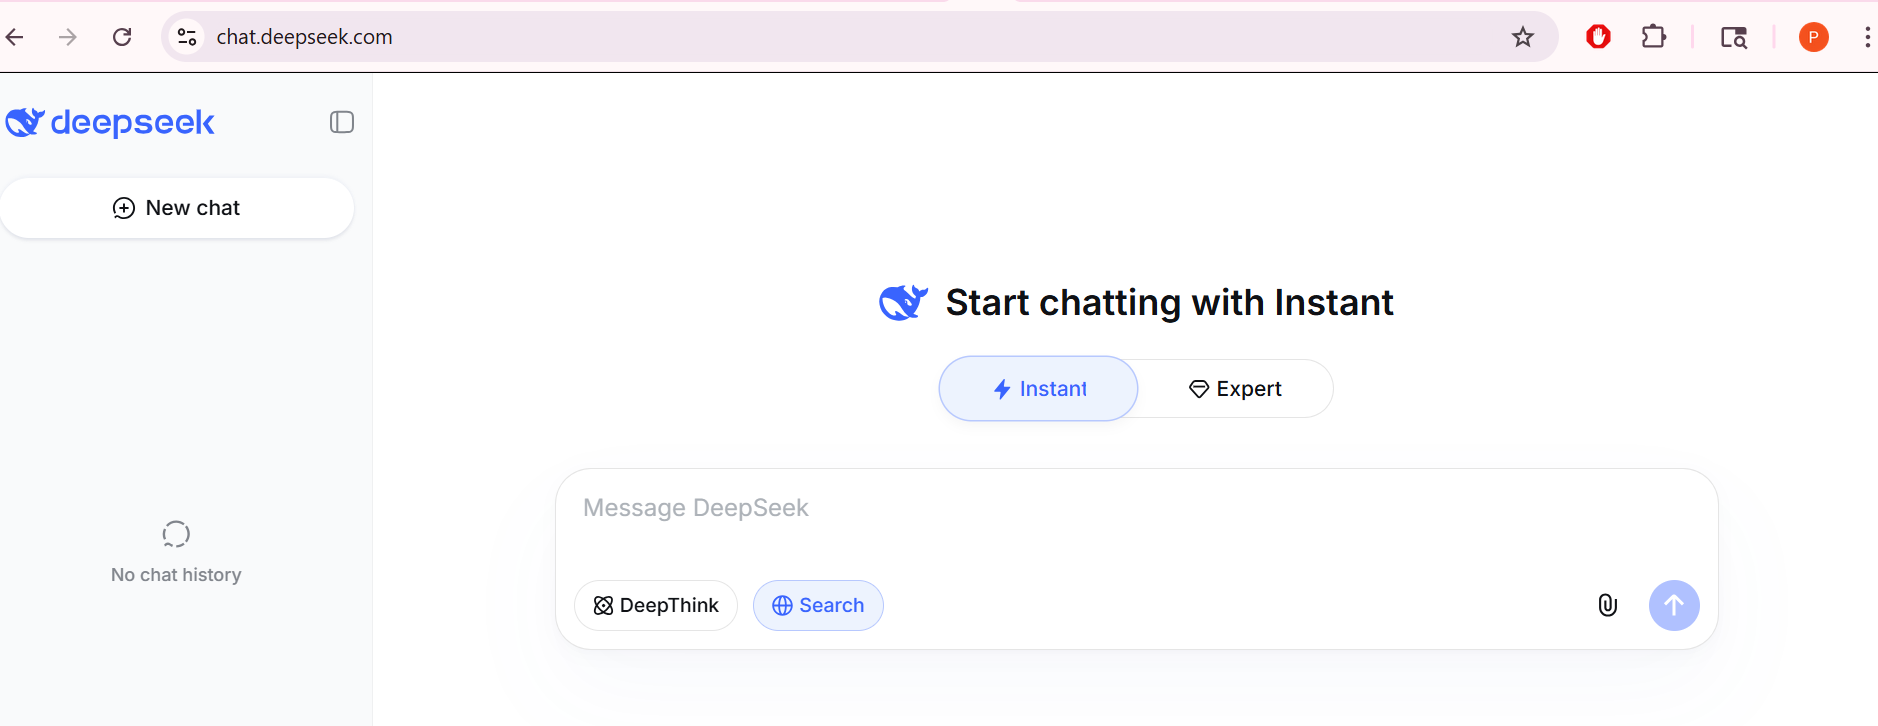 chat.deepseek.com
P
deepseek
New chat
No chat history
Start chatting with Instant
Instant
Expert
Message DeepSeek
DeepThink
Search